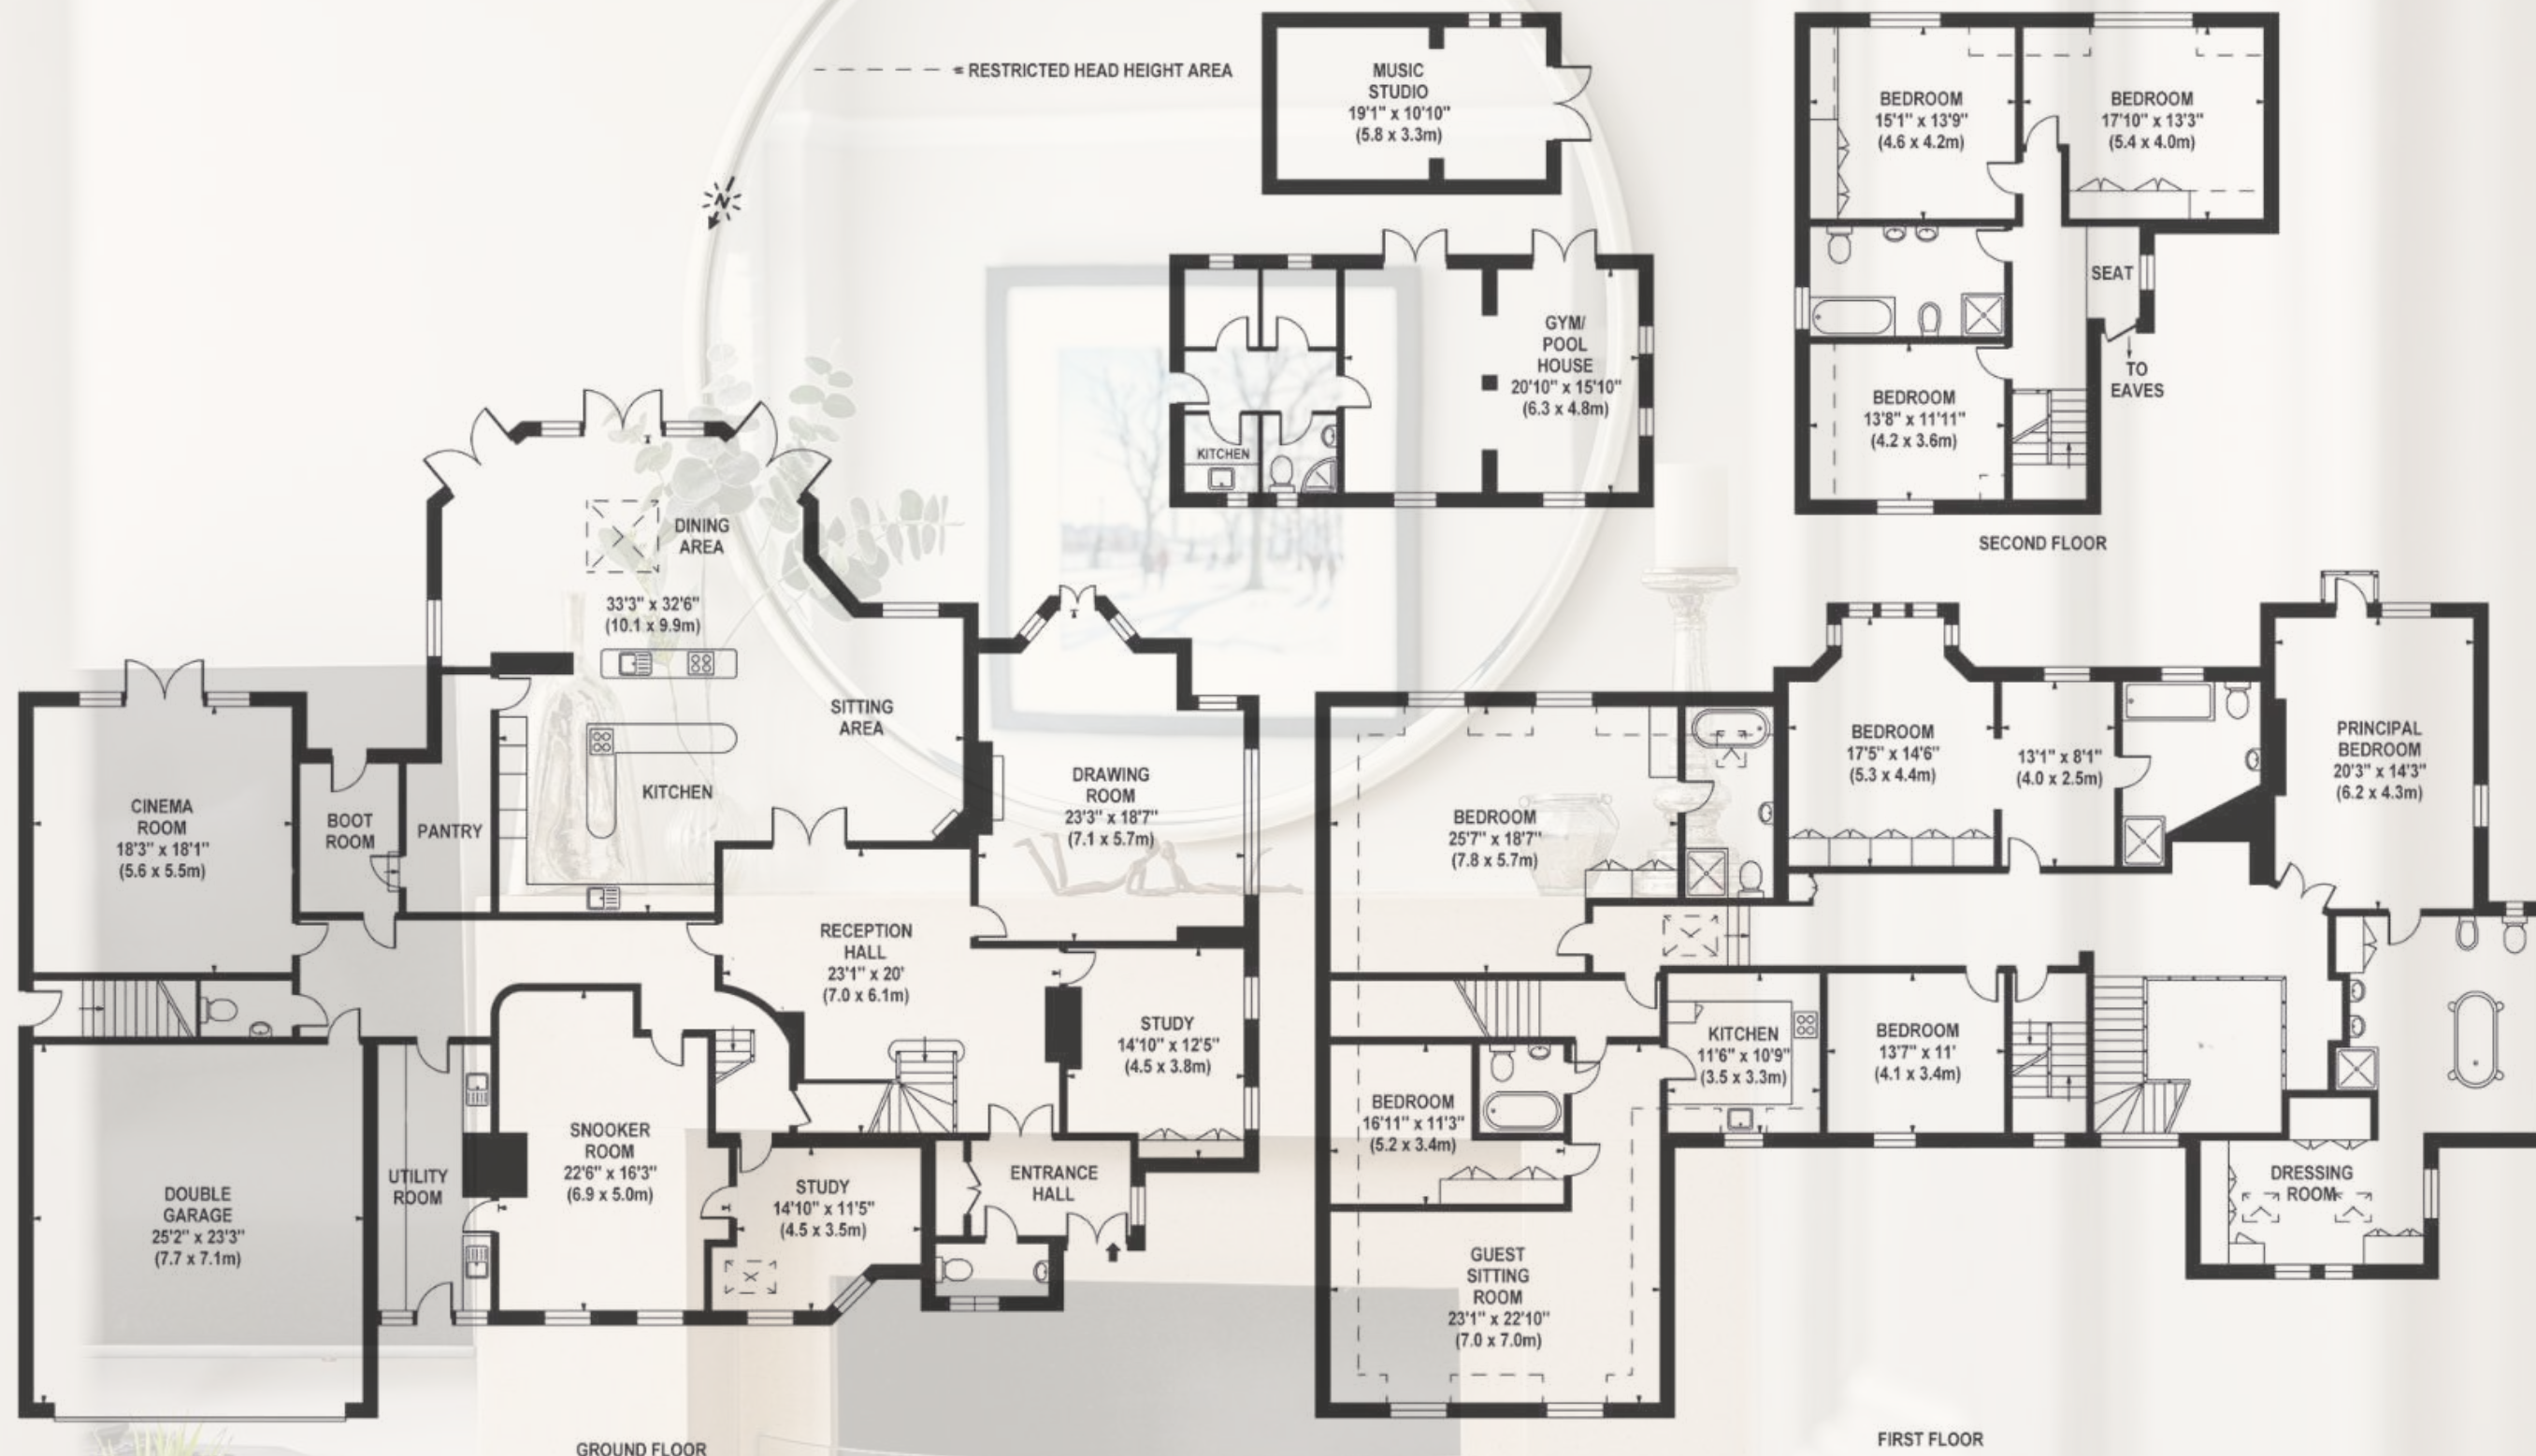 RESTRICTED HEAD HEIGHT AREA
MUSIC
STUDIO
19'1" x 10'10"
(5.8 x 3.3m)
N
GYM/
POOL
HOUSE
20'10" x 15'10"
(6.3 x 4.8m)
KITCHEN
BEDROOM
15'1" x 13'9"
(4.6 x 4.2m)
BEDROOM
17'10" x 13'3"
(5.4 x 4.0m)
SEAT
TO
EAVES
BEDROOM
13'8" x 11'11"
(4.2 x 3.6m)
SECOND FLOOR
DINING
AREA
33'3" x 32'6"
(10.1 x 9.9m)
SITTING
AREA
KITCHEN
CINEMA
ROOM
18'3" x 18'1"
(5.6 x 5.5m)
BOOT
ROOM
PANTRY
DRAWING
ROOM
23'3" x 18'7"
(7.1 x 5.7m)
RECEPTION
HALL
23'1" x 20'
(7.0 x 6.1m)
STUDY
14'10" x 12'5"
(4.5 x 3.8m)
SNOOKER
ROOM
22'6" x 16'3"
(6.9 x 5.0m)
UTILITY
ROOM
DOUBLE
GARAGE
25'2" x 23'3"
(7.7 x 7.1m)
STUDY
14'10" x 11'5"
(4.5 x 3.5m)
ENTRANCE
HALL
GROUND FLOOR
BEDROOM
25'7" x 18'7"
(7.8 x 5.7m)
BEDROOM
17'5" x 14'6"
(5.3 x 4.4m)
13'1" x 8'1"
(4.0 x 2.5m)
PRINCIPAL
BEDROOM
20'3" x 14'3"
(6.2 x 4.3m)
KITCHEN
11'6" x 10'9"
(3.5 x 3.3m)
BEDROOM
13'7" x 11'
(4.1 x 3.4m)
BEDROOM
16'11" x 11'3"
(5.2 x 3.4m)
DRESSING
ROOM
GUEST
SITTING
ROOM
23'1" x 22'10"
(7.0 x 7.0m)
FIRST FLOOR